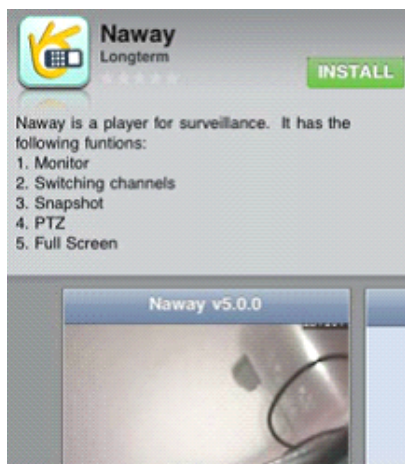 Naway
Longterm
INSTALL
Naway is a player for surveillance. It has the
following funtions:
1. Monitor
2. Switching channels
3. Snapshot
4. PTZ
5. Full Screen
Naway v5.0.0